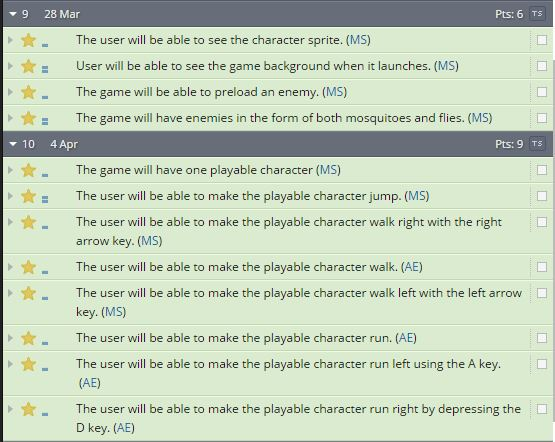 9 28 Mar Pts: 6 TS
The user will be able to see the character sprite. (MS)
User will be able to see the game background when it launches. (MS)
The game will be able to preload an enemy. (MS)
The game will have enemies in the form of both mosquitoes and flies. (MS)
10 4 Apr Pts: 9 TS
The game will have one playable character (MS)
The user will be able to make the playable character jump. (MS)
The user will be able to make the playable character walk right with the right
arrow key. (MS)
The user will be able to make the playable character walk. (AE)
The user will be able to make the playable character walk left with the left arrow
key. (MS)
The user will be able to make the playable character run. (AE)
The user will be able to make the playable character run left using the A key.
(AE)
The user will be able to make the playable character run right by depressing the
D key. (AE)